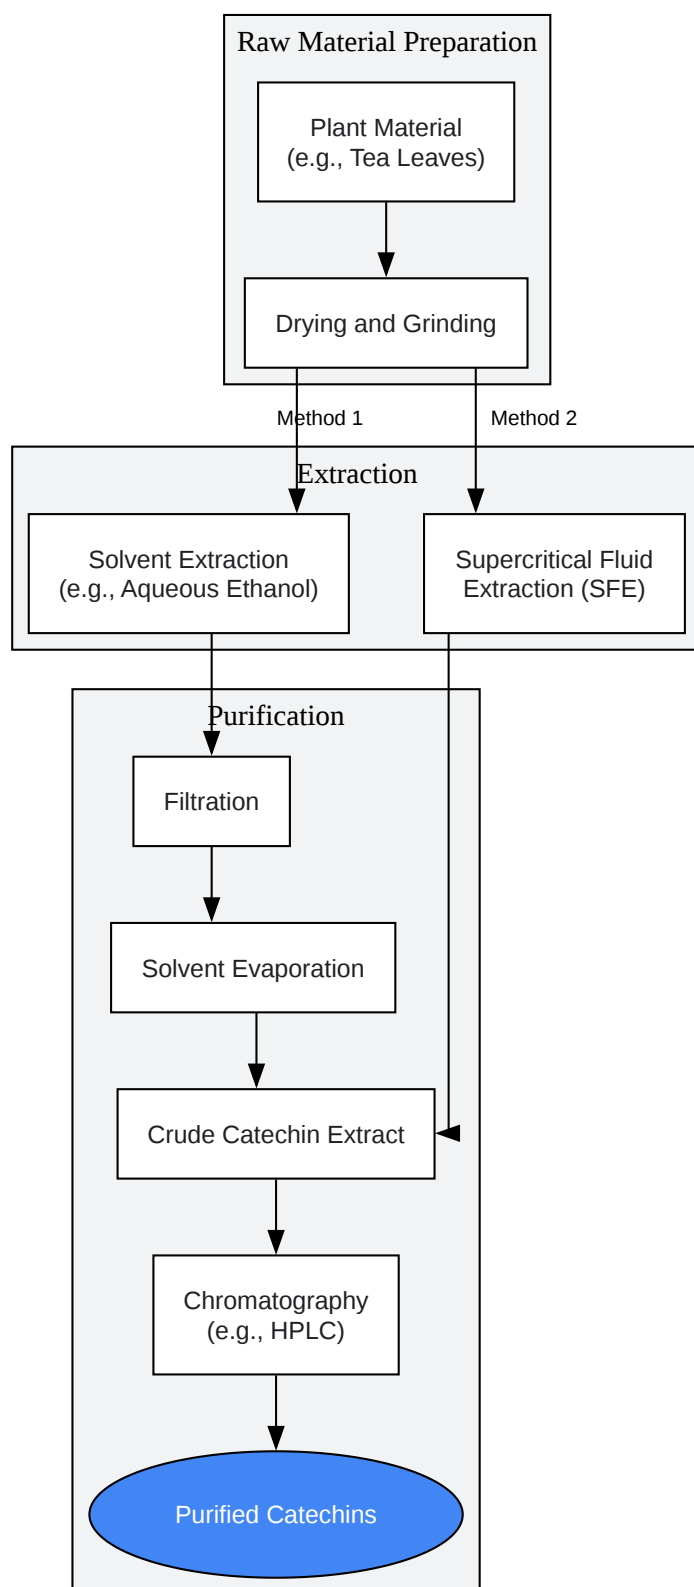 Raw Material Preparation
Plant Material
(e.g., Tea Leaves)
Drying and Grinding
Method 1
Method 2
Extraction
Solvent Extraction
(e.g., Aqueous Ethanol)
Supercritical Fluid
Extraction (SFE)
Purification
Filtration
Solvent Evaporation
Crude Catechin Extract
Chromatography
(e.g., HPLC)
Purified Catechins